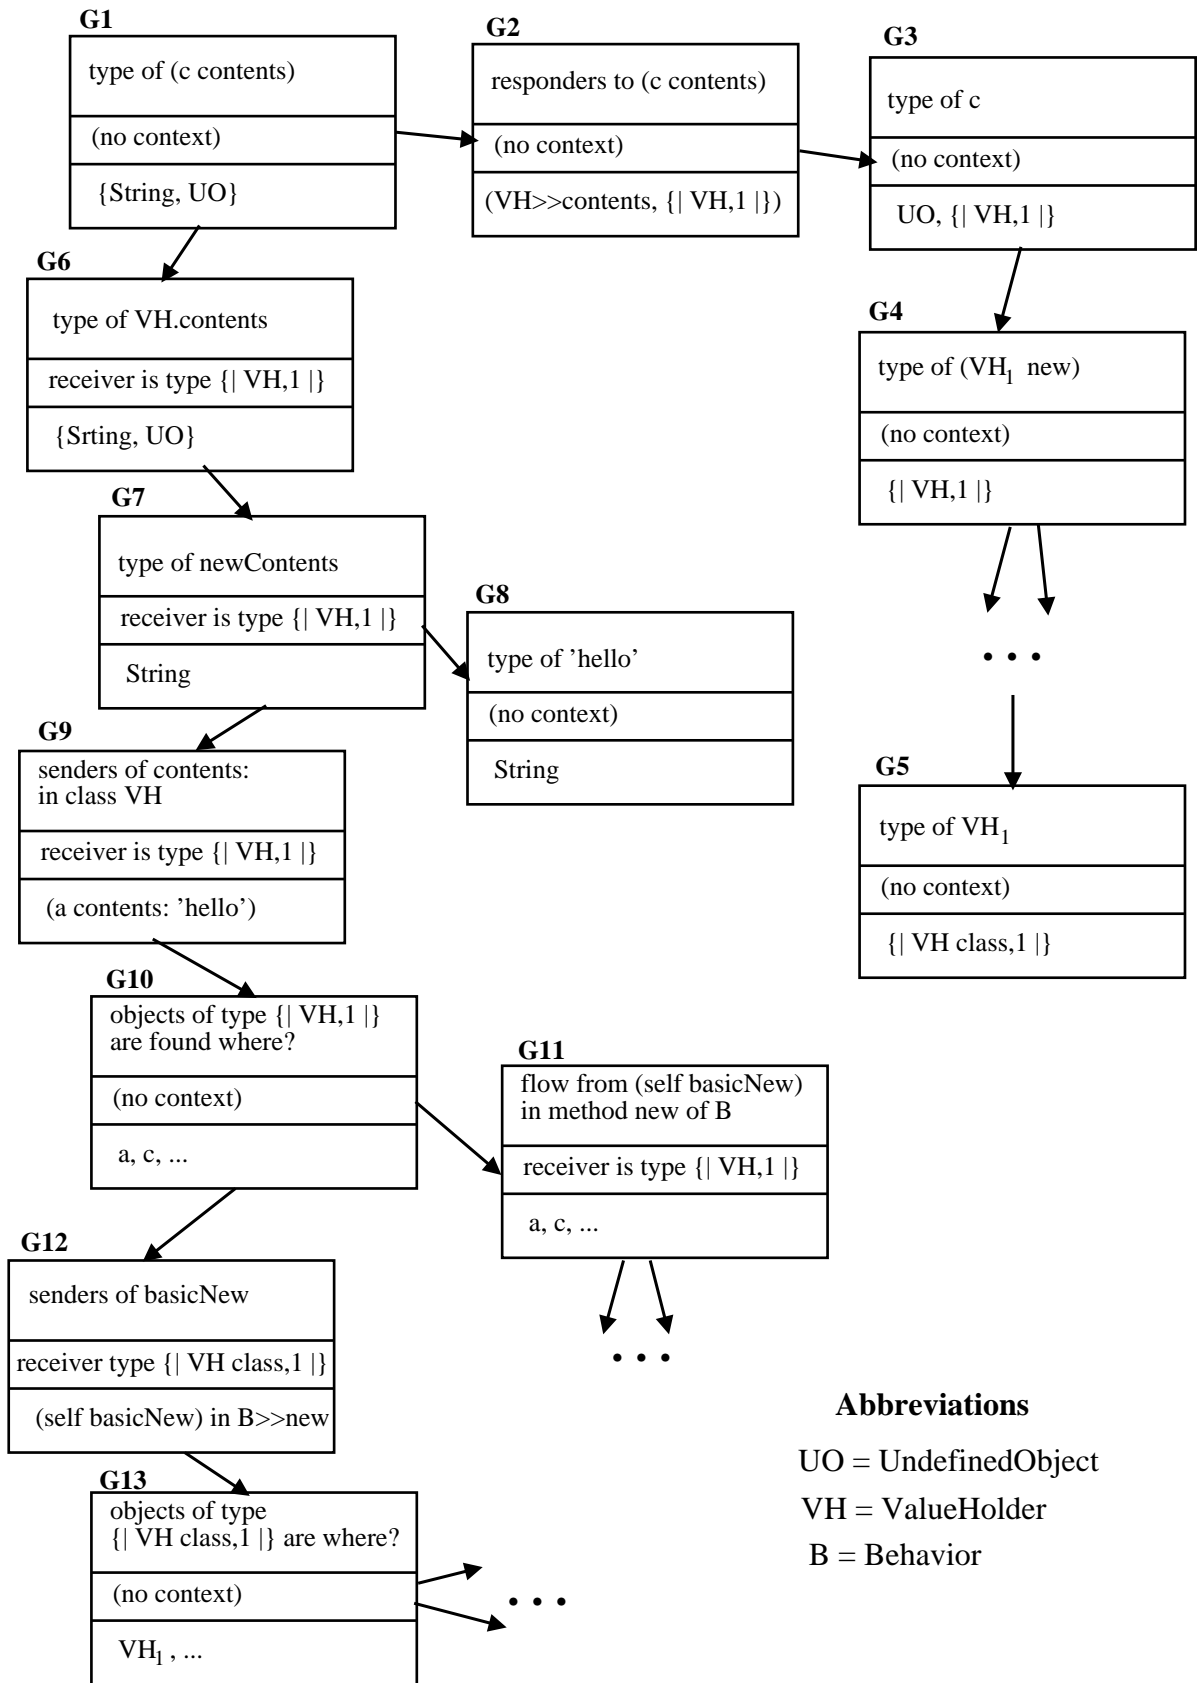 G1
type of (c contents)
(no context)
{String, UO}
G2
responders to (c contents)
(no context)
(VH>>contents, {| VH,1 |})
G3
type of c
(no context)
UO, {| VH,1 |}
G6
type of VH.contents
receiver is type {| VH,1 |}
{Srting, UO}
G4
type of (VH1 new)
(no context)
{| VH,1 |}
G7
type of newContents
receiver is type {| VH,1 |}
String
G8
type of ’hello’
(no context)
String
. . .
G9
senders of contents:
in class VH
receiver is type {| VH,1 |}
(a contents: ’hello’)
G5
type of VH1
(no context)
{| VH class,1 |}
G10
objects of type {| VH,1 |}
are found where?
(no context)
a, c, ...
G11
flow from (self basicNew)
in method new of B
receiver is type {| VH,1 |}
a, c, ...
. . .
G12
senders of basicNew
receiver type {| VH class,1 |}
(self basicNew) in B>>new
G13
objects of type
{| VH class,1 |} are where?
(no context)
VH1 , ...
. . .
Abbreviations
UO = UndefinedObject
VH = ValueHolder
B = Behavior